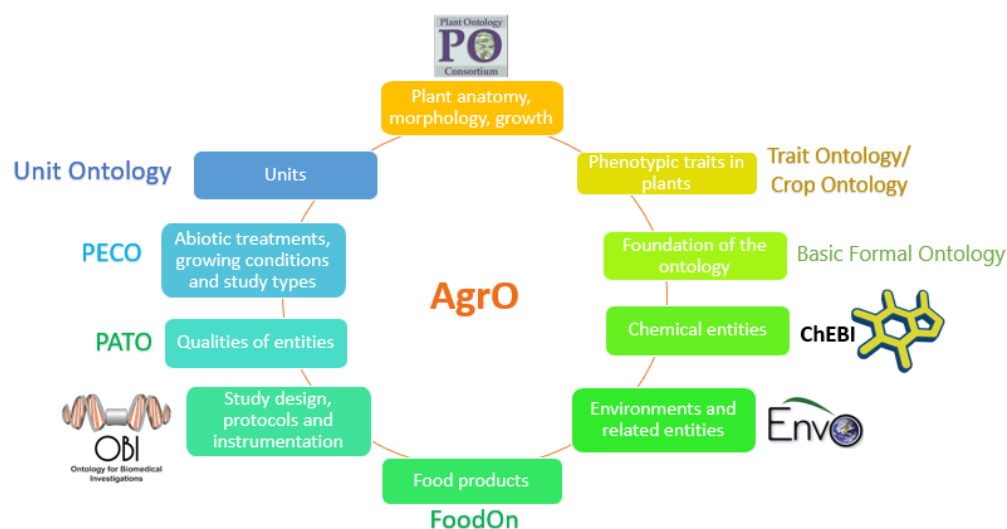 Plant Ontology
PO
Consortium
Plant anatomy,
morphology, growth
Unit Ontology
Units
Phenotypic traits in
plants
Trait Ontology/
Crop Ontology
PECO
Abiotic treatments,
growing conditions
and study types
Foundation of the
ontology
Basic Formal Ontology
AgrO
PATO
Qualities of entities
Chemical entities
ChEBI
OBI
Ontology for Biomedical
Investigations
Study design,
protocols and
instrumentation
Environments and
related entities
EnvO
Food products
FoodOn